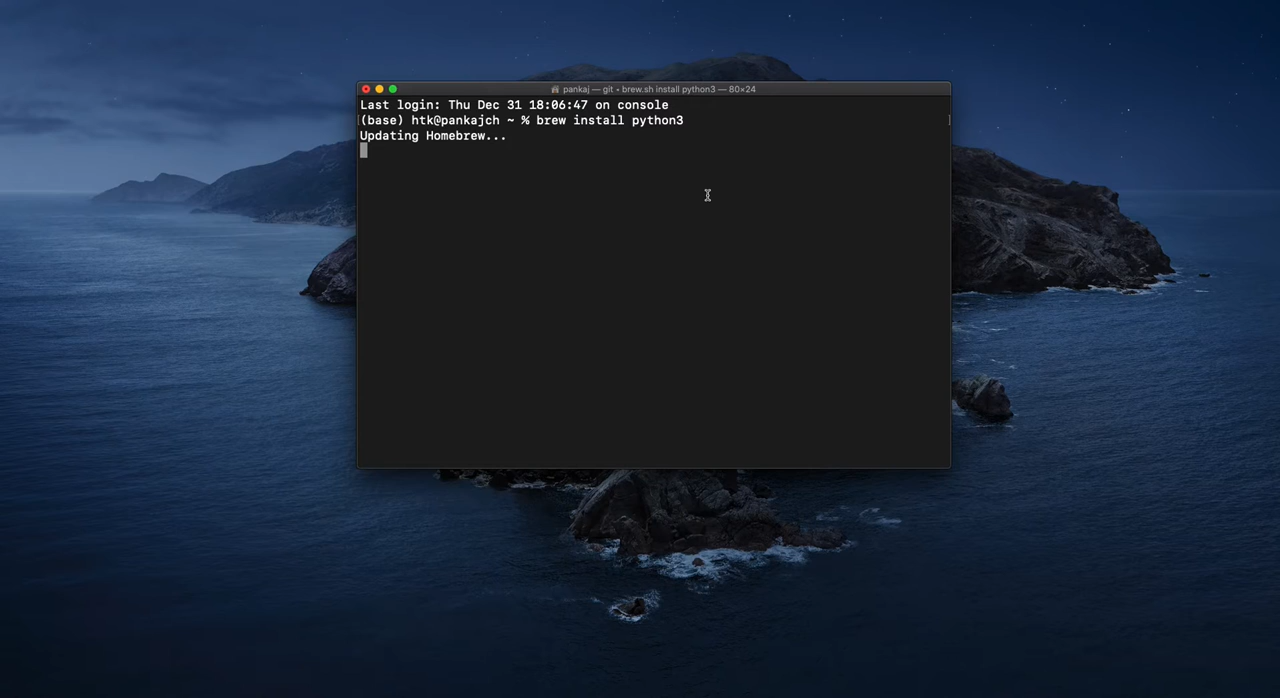 pankaj — git • brew.sh install python3 — 80×24
Last login: Thu Dec 31 18:06:47 on console
(base) htk@pankajch ~ % brew install python3
Updating Homebrew...